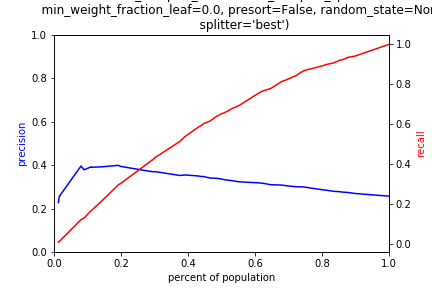 min_weight_fraction_leaf=0.0, presort=False, random_state=Non
splitter='best')
1.0
0.8
0.6
0.4
0.2
0.0
precision
1.0
0.8
0.6
0.4
0.2
0.0
recall
0.0 0.2 0.4 0.6 0.8 1.0
percent of population